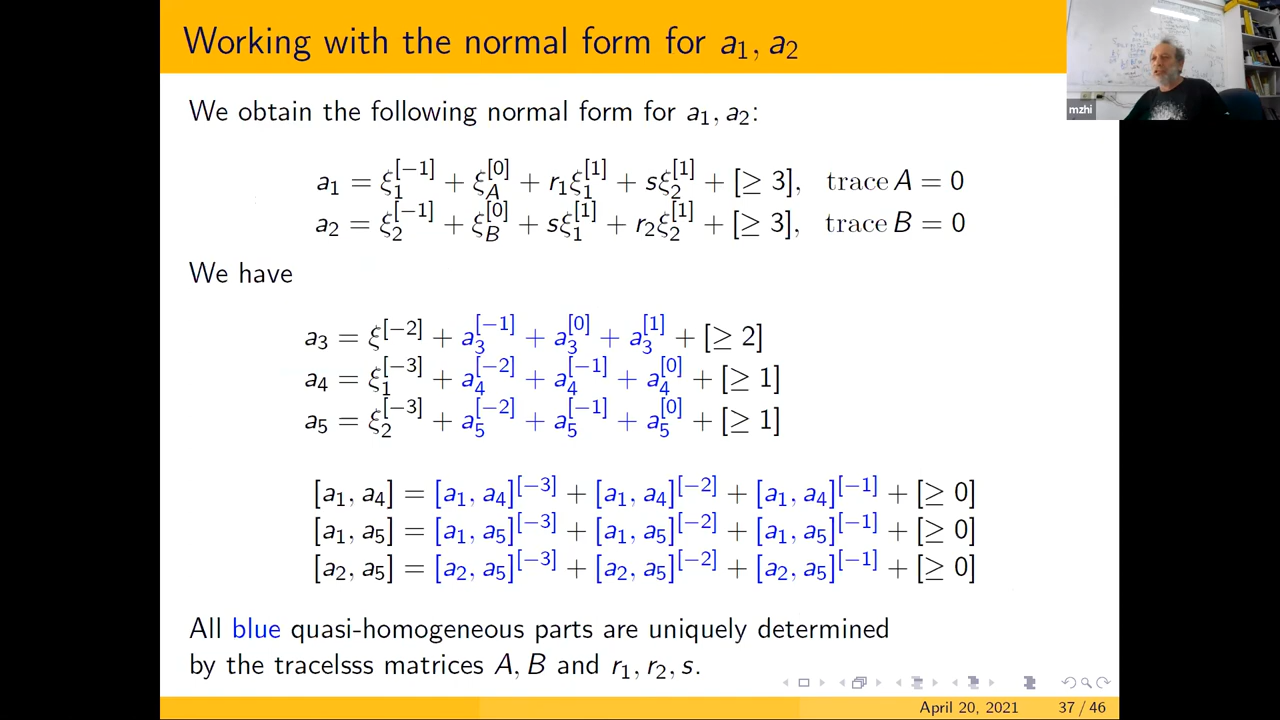 Working with the normal form for a₁, a₂
mzhi
We obtain the following normal form for a₁, a₂:
a₁ = ξ₁^[−1] + ξ_A^[0] + r₁ξ₁^[1] + sξ₂^[1] + [≥ 3], trace A = 0
a₂ = ξ₂^[−1] + ξ_B^[0] + sξ₁^[1] + r₂ξ₂^[1] + [≥ 3], trace B = 0
We have
a₃ = ξ^[−2] + a₃^[−1] + a₃^[0] + a₃^[1] + [≥ 2]
a₄ = ξ₁^[−3] + a₄^[−2] + a₄^[−1] + a₄^[0] + [≥ 1]
a₅ = ξ₂^[−3] + a₅^[−2] + a₅^[−1] + a₅^[0] + [≥ 1]
[a₁, a₄] = [a₁, a₄]^[−3] + [a₁, a₄]^[−2] + [a₁, a₄]^[−1] + [≥ 0]
[a₁, a₅] = [a₁, a₅]^[−3] + [a₁, a₅]^[−2] + [a₁, a₅]^[−1] + [≥ 0]
[a₂, a₅] = [a₂, a₅]^[−3] + [a₂, a₅]^[−2] + [a₂, a₅]^[−1] + [≥ 0]
All blue quasi-homogeneous parts are uniquely determined
by the tracelsss matrices A, B and r₁, r₂, s.
April 20, 2021 37 / 46